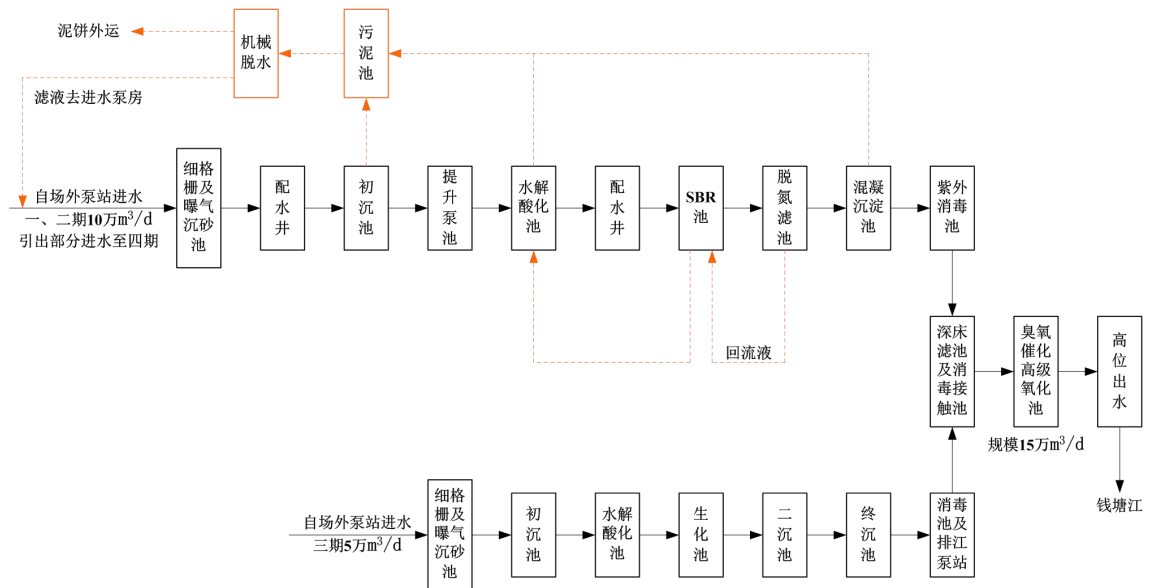 泥饼外运
机械
脱水
污
泥
池
滤液去进水泵房
自场外泵站进水
一、二期10万m³/d
引出部分进水至四期
细格
栅及
曝气
沉砂
池
配
水
井
初
沉
池
提
升
泵
池
水解
酸化
池
配
水
井
SBR
池
脱
氮
滤
池
混凝
沉淀
池
紫外
消毒
池
回流液
深床
滤池
及消
毒接
触池
臭氧
催化
高级
氧化
池
高
位
出
水
规模15万m³/d
钱塘江
自场外泵站进水
三期5万m³/d
细格
栅及
曝气
沉砂
池
初
沉
池
水解
酸化
池
生
化
池
二
沉
池
终
沉
池
消毒
池及
排江
泵站